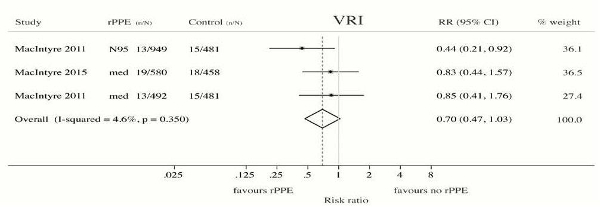 VRI
Study rPPE (n/N) Control (n/N) RR (95% CI) % weight
MacIntyre 2011 N95 13/949 15/481 0.44 (0.21, 0.92) 36.1
MacIntyre 2015 med 19/580 18/458 0.83 (0.44, 1.57) 36.5
MacIntyre 2011 med 13/492 15/481 0.85 (0.41, 1.76) 27.4
Overall (I-squared = 4.6%, p = 0.350) 0.70 (0.47, 1.03) 100.0
.025 .125 .25 .5 1 2 4 8
favours rPPE favours no rPPE
Risk ratio